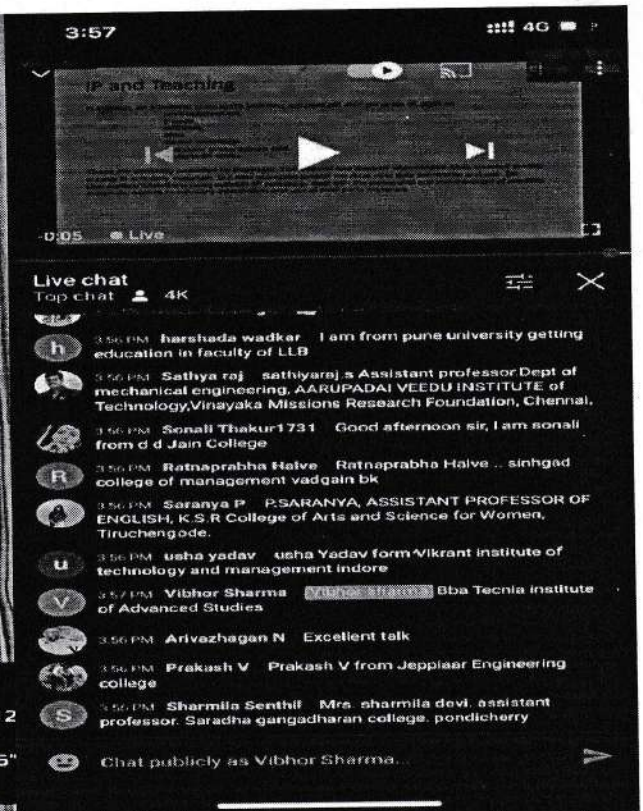 3:57
4G
IP and Teaching
-0:05 Live
Live chat
Top chat 4K
h 3:56 PM harshada wadkar I am from pune university getting
education in faculty of LLB
3:56 PM Sathya raj sathiyaraj.s Assistant professor.Dept of
mechanical engineering, AARUPADAI VEEDU INSTITUTE of
Technology,Vinayaka Missions Research Foundation, Chennai,
3:56 PM Sonali Thakur1731 Good afternoon sir, I am sonali
from d d Jain College
R 3:56 PM Ratnaprabha Halve Ratnaprabha Halve .. sinhgad
college of management vadgain bk
3:56 PM Saranya P P.SARANYA, ASSISTANT PROFESSOR OF
ENGLISH, K.S.R College of Arts and Science for Women,
Tiruchengode.
u 3:56 PM usha yadav usha Yadav form Vikrant institute of
technology and management indore
V 3:57 PM Vibhor Sharma Vibhor sharma Bba Tecnia institute
of Advanced Studies
3:56 PM Arivazhagan N Excellent talk
3:56 PM Prakash V Prakash V from Jeppiaar Engineering
college
S 3:56 PM Sharmila Senthil Mrs. sharmila devi. assistant
professor. Saradha gangadharan college. pondicherry
Chat publicly as Vibhor Sharma...